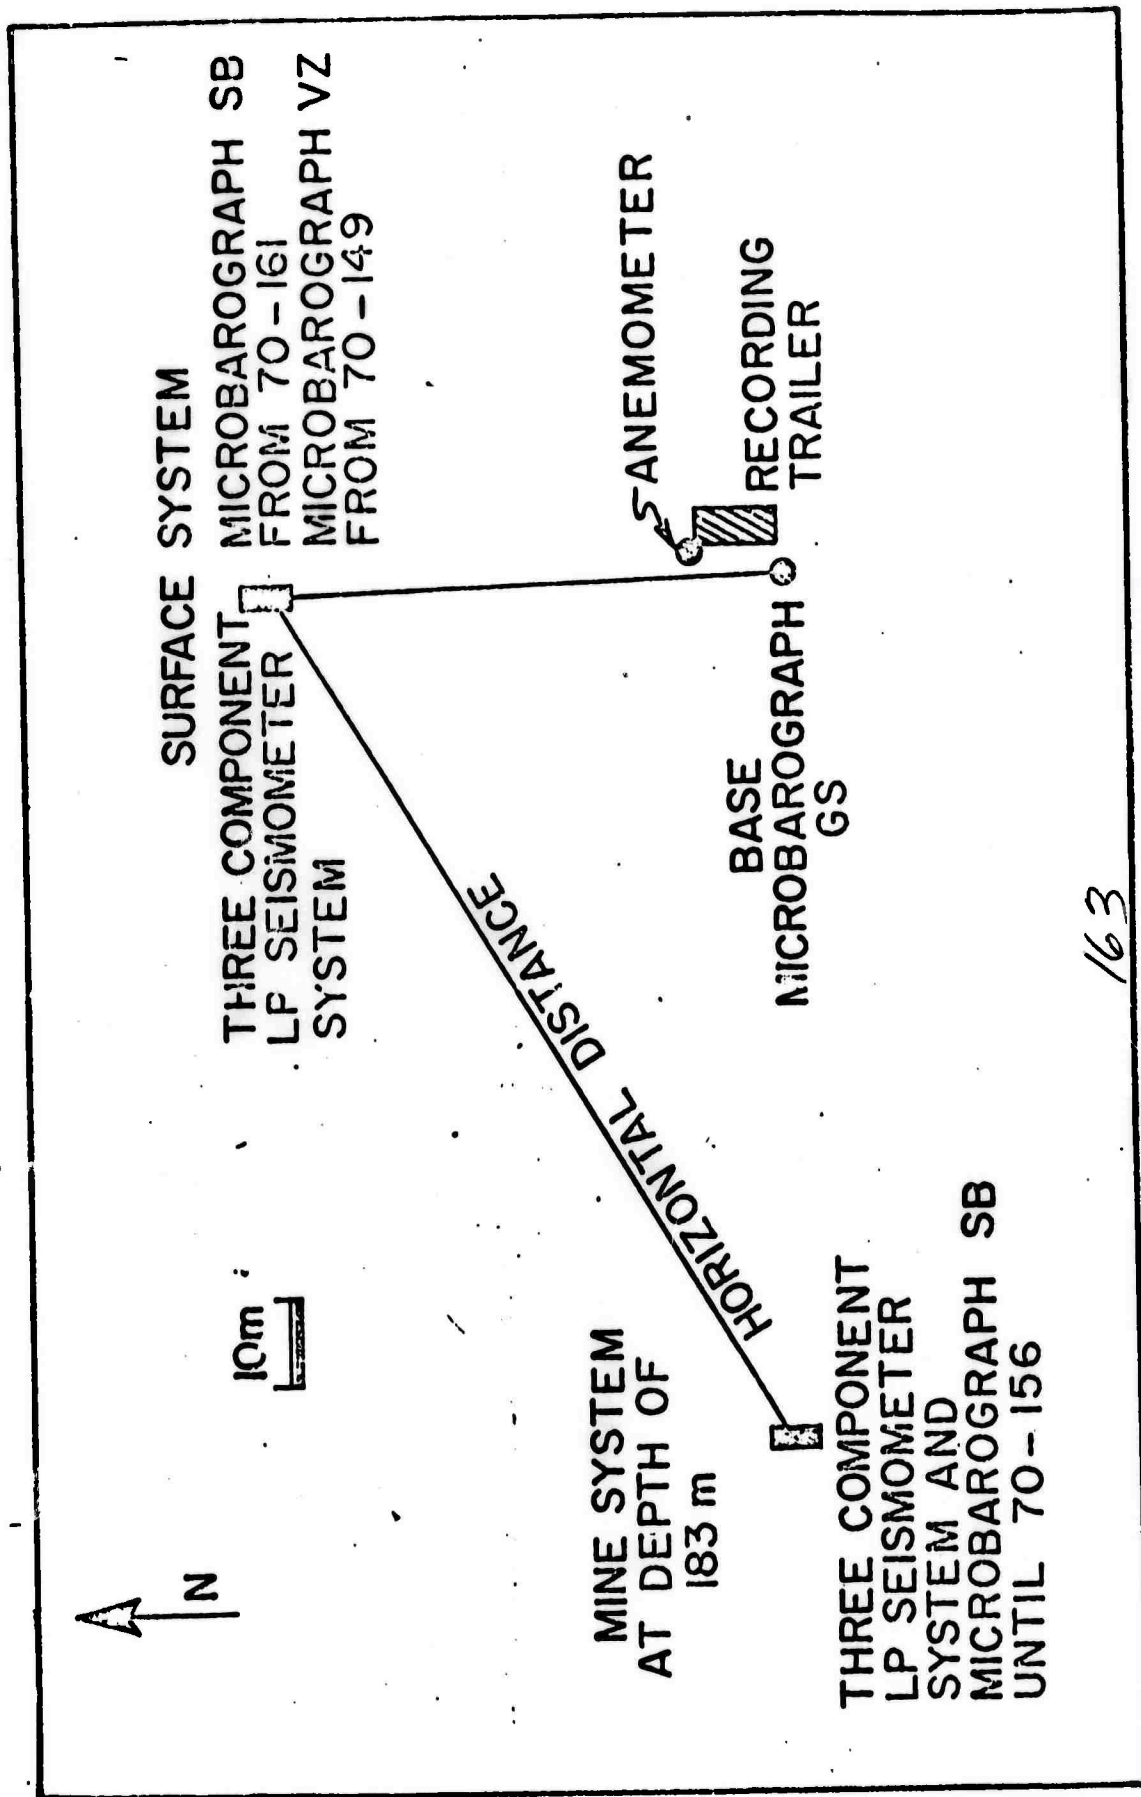 N
10m
SURFACE SYSTEM
THREE COMPONENT
LP SEISMOMETER
SYSTEM
MICROBAROGRAPH SB
FROM 70-161
MICROBAROGRAPH VZ
FROM 70-149
HORIZONTAL DISTANCE
MINE SYSTEM
AT DEPTH OF
183 m
THREE COMPONENT
LP SEISMOMETER
SYSTEM AND
MICROBAROGRAPH SB
UNTIL 70-156
ANEMOMETER
RECORDING
TRAILER
BASE
MICROBAROGRAPH
GS
163